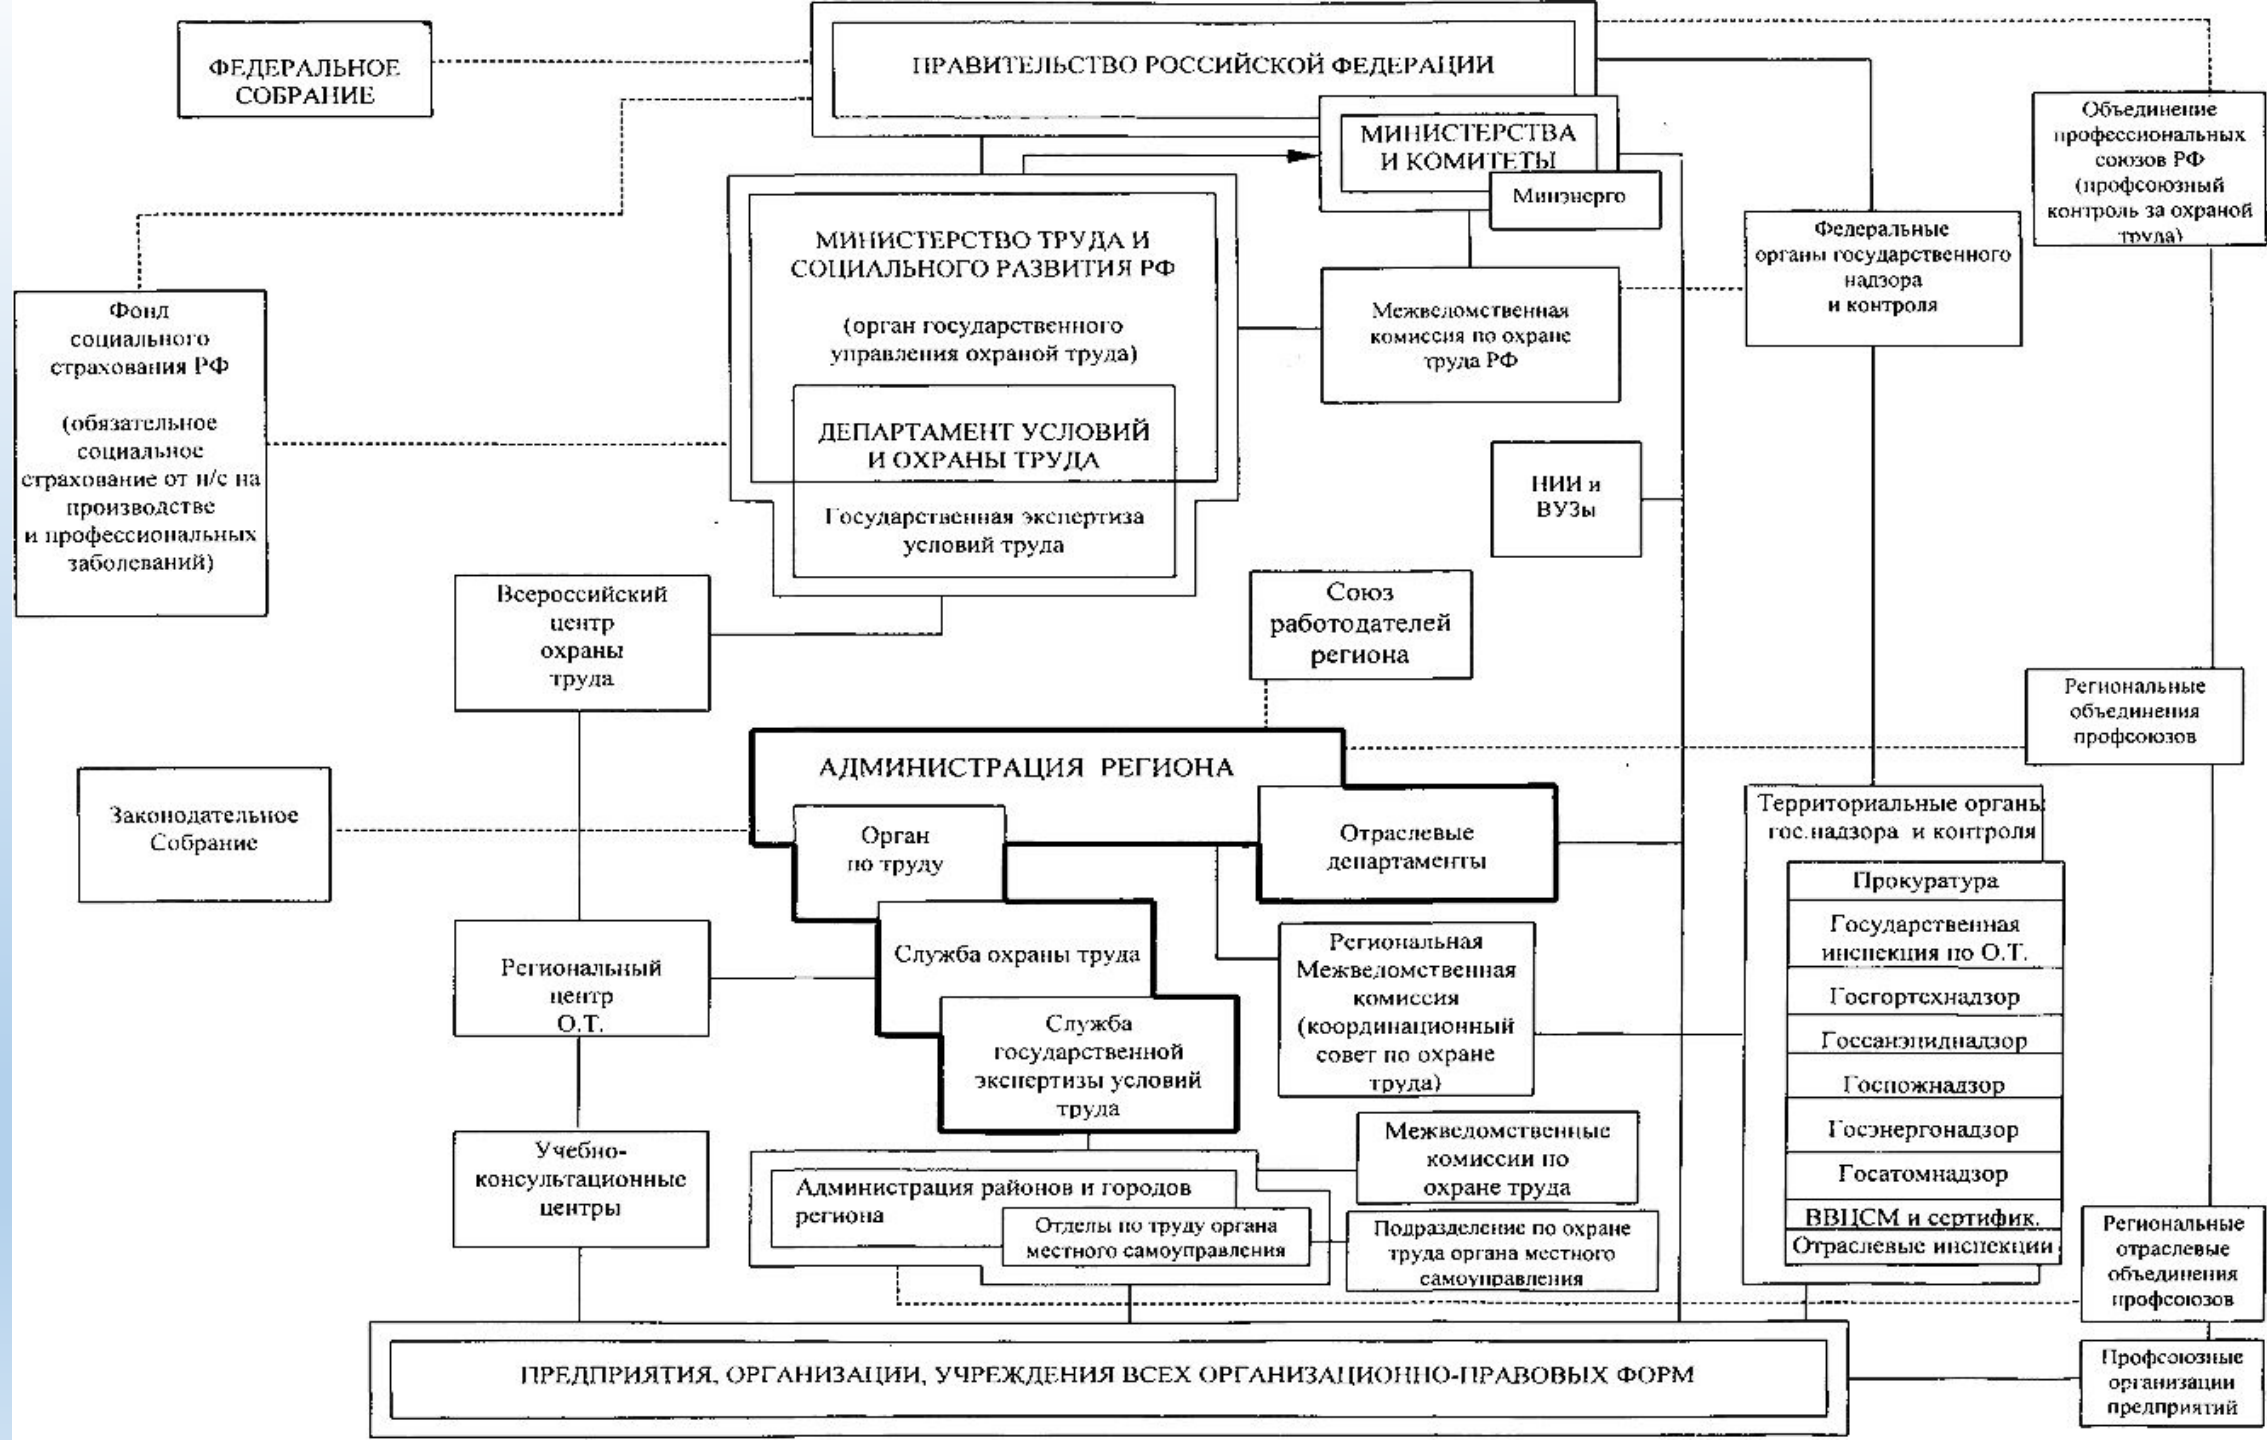 ФЕДЕРАЛЬНОЕ
СОБРАНИЕ
ПРАВИТЕЛЬСТВО РОССИЙСКОЙ ФЕДЕРАЦИИ
МИНИСТЕРСТВА
И КОМИТЕТЫ
Минэнерго
Объединение
профессиональных
союзов РФ
(профсоюзный
контроль за охраной
труда)
Федеральные
органы государственного
надзора
и контроля
МИНИСТЕРСТВО ТРУДА И
СОЦИАЛЬНОГО РАЗВИТИЯ РФ
(орган государственного
управления охраной труда)
ДЕПАРТАМЕНТ УСЛОВИЙ
И ОХРАНЫ ТРУДА
Государственная экспертиза
условий труда
Межведомственная
комиссия по охране
труда РФ
Фонд
социального
страхования РФ
(обязательное
социальное
страхование от н/с на
производстве
и профессиональных
заболеваний)
НИИ и
ВУЗы
Всероссийский
центр
охраны
труда
Союз
работодателей
региона
Региональные
объединения
профсоюзов
АДМИНИСТРАЦИЯ РЕГИОНА
Законодательное
Собрание
Орган
по труду
Отраслевые
департаменты
Территориальные органы
гос.надзора и контроля
Прокуратура
Государственная
инспекция по О.Т.
Госгортехнадзор
Госсанэпиднадзор
Госпожнадзор
Госэнергонадзор
Госатомнадзор
ВВЦСМ и сертифик.
Отраслевые инспекции
Служба охраны труда
Региональный
центр
О.Т.
Региональная
Межведомственная
комиссия
(координационный
совет по охране
труда)
Служба
государственной
экспертизы условий
труда
Учебно-
консультационные
центры
Межведомственные
комиссии по
охране труда
Администрация районов и городов
региона
Отделы по труду органа
местного самоуправления
Подразделение по охране
труда органа местного
самоуправления
Региональные
отраслевые
объединения
профсоюзов
ПРЕДПРИЯТИЯ, ОРГАНИЗАЦИИ, УЧРЕЖДЕНИЯ ВСЕХ ОРГАНИЗАЦИОННО-ПРАВОВЫХ ФОРМ
Профсоюзные
организации
предприятий